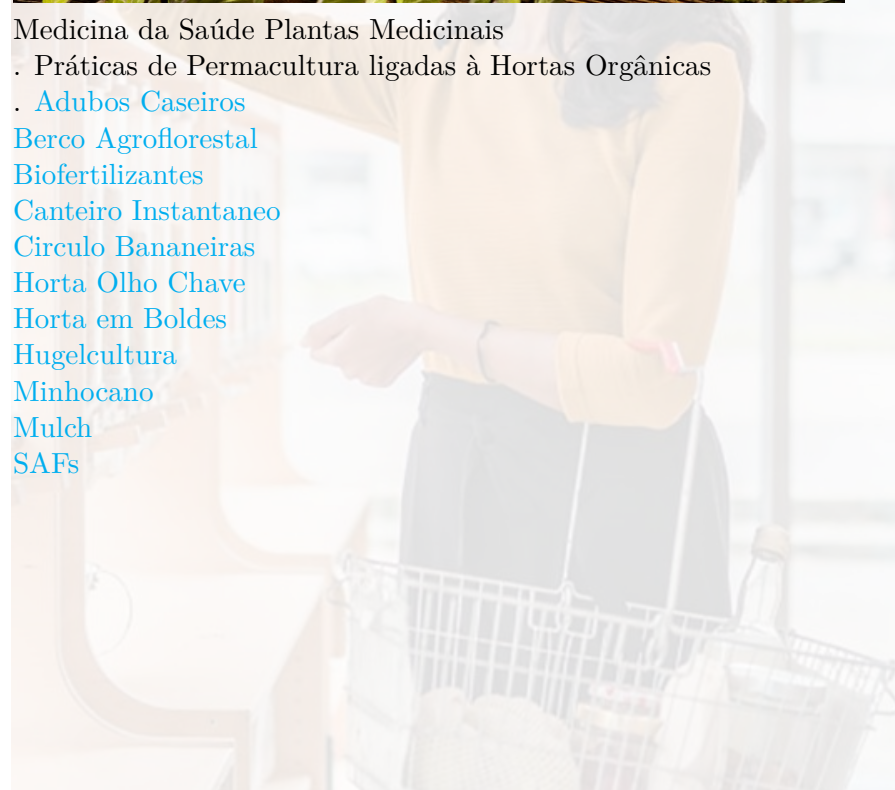 Medicina da Saúde Plantas Medicinais
. Práticas de Permacultura ligadas à Hortas Orgânicas
. Adubos Caseiros
Berco Agroflorestal
Biofertilizantes
Canteiro Instantaneo
Circulo Bananeiras
Horta Olho Chave
Horta em Boldes
Hugelcultura
Minhocano
Mulch
SAFs